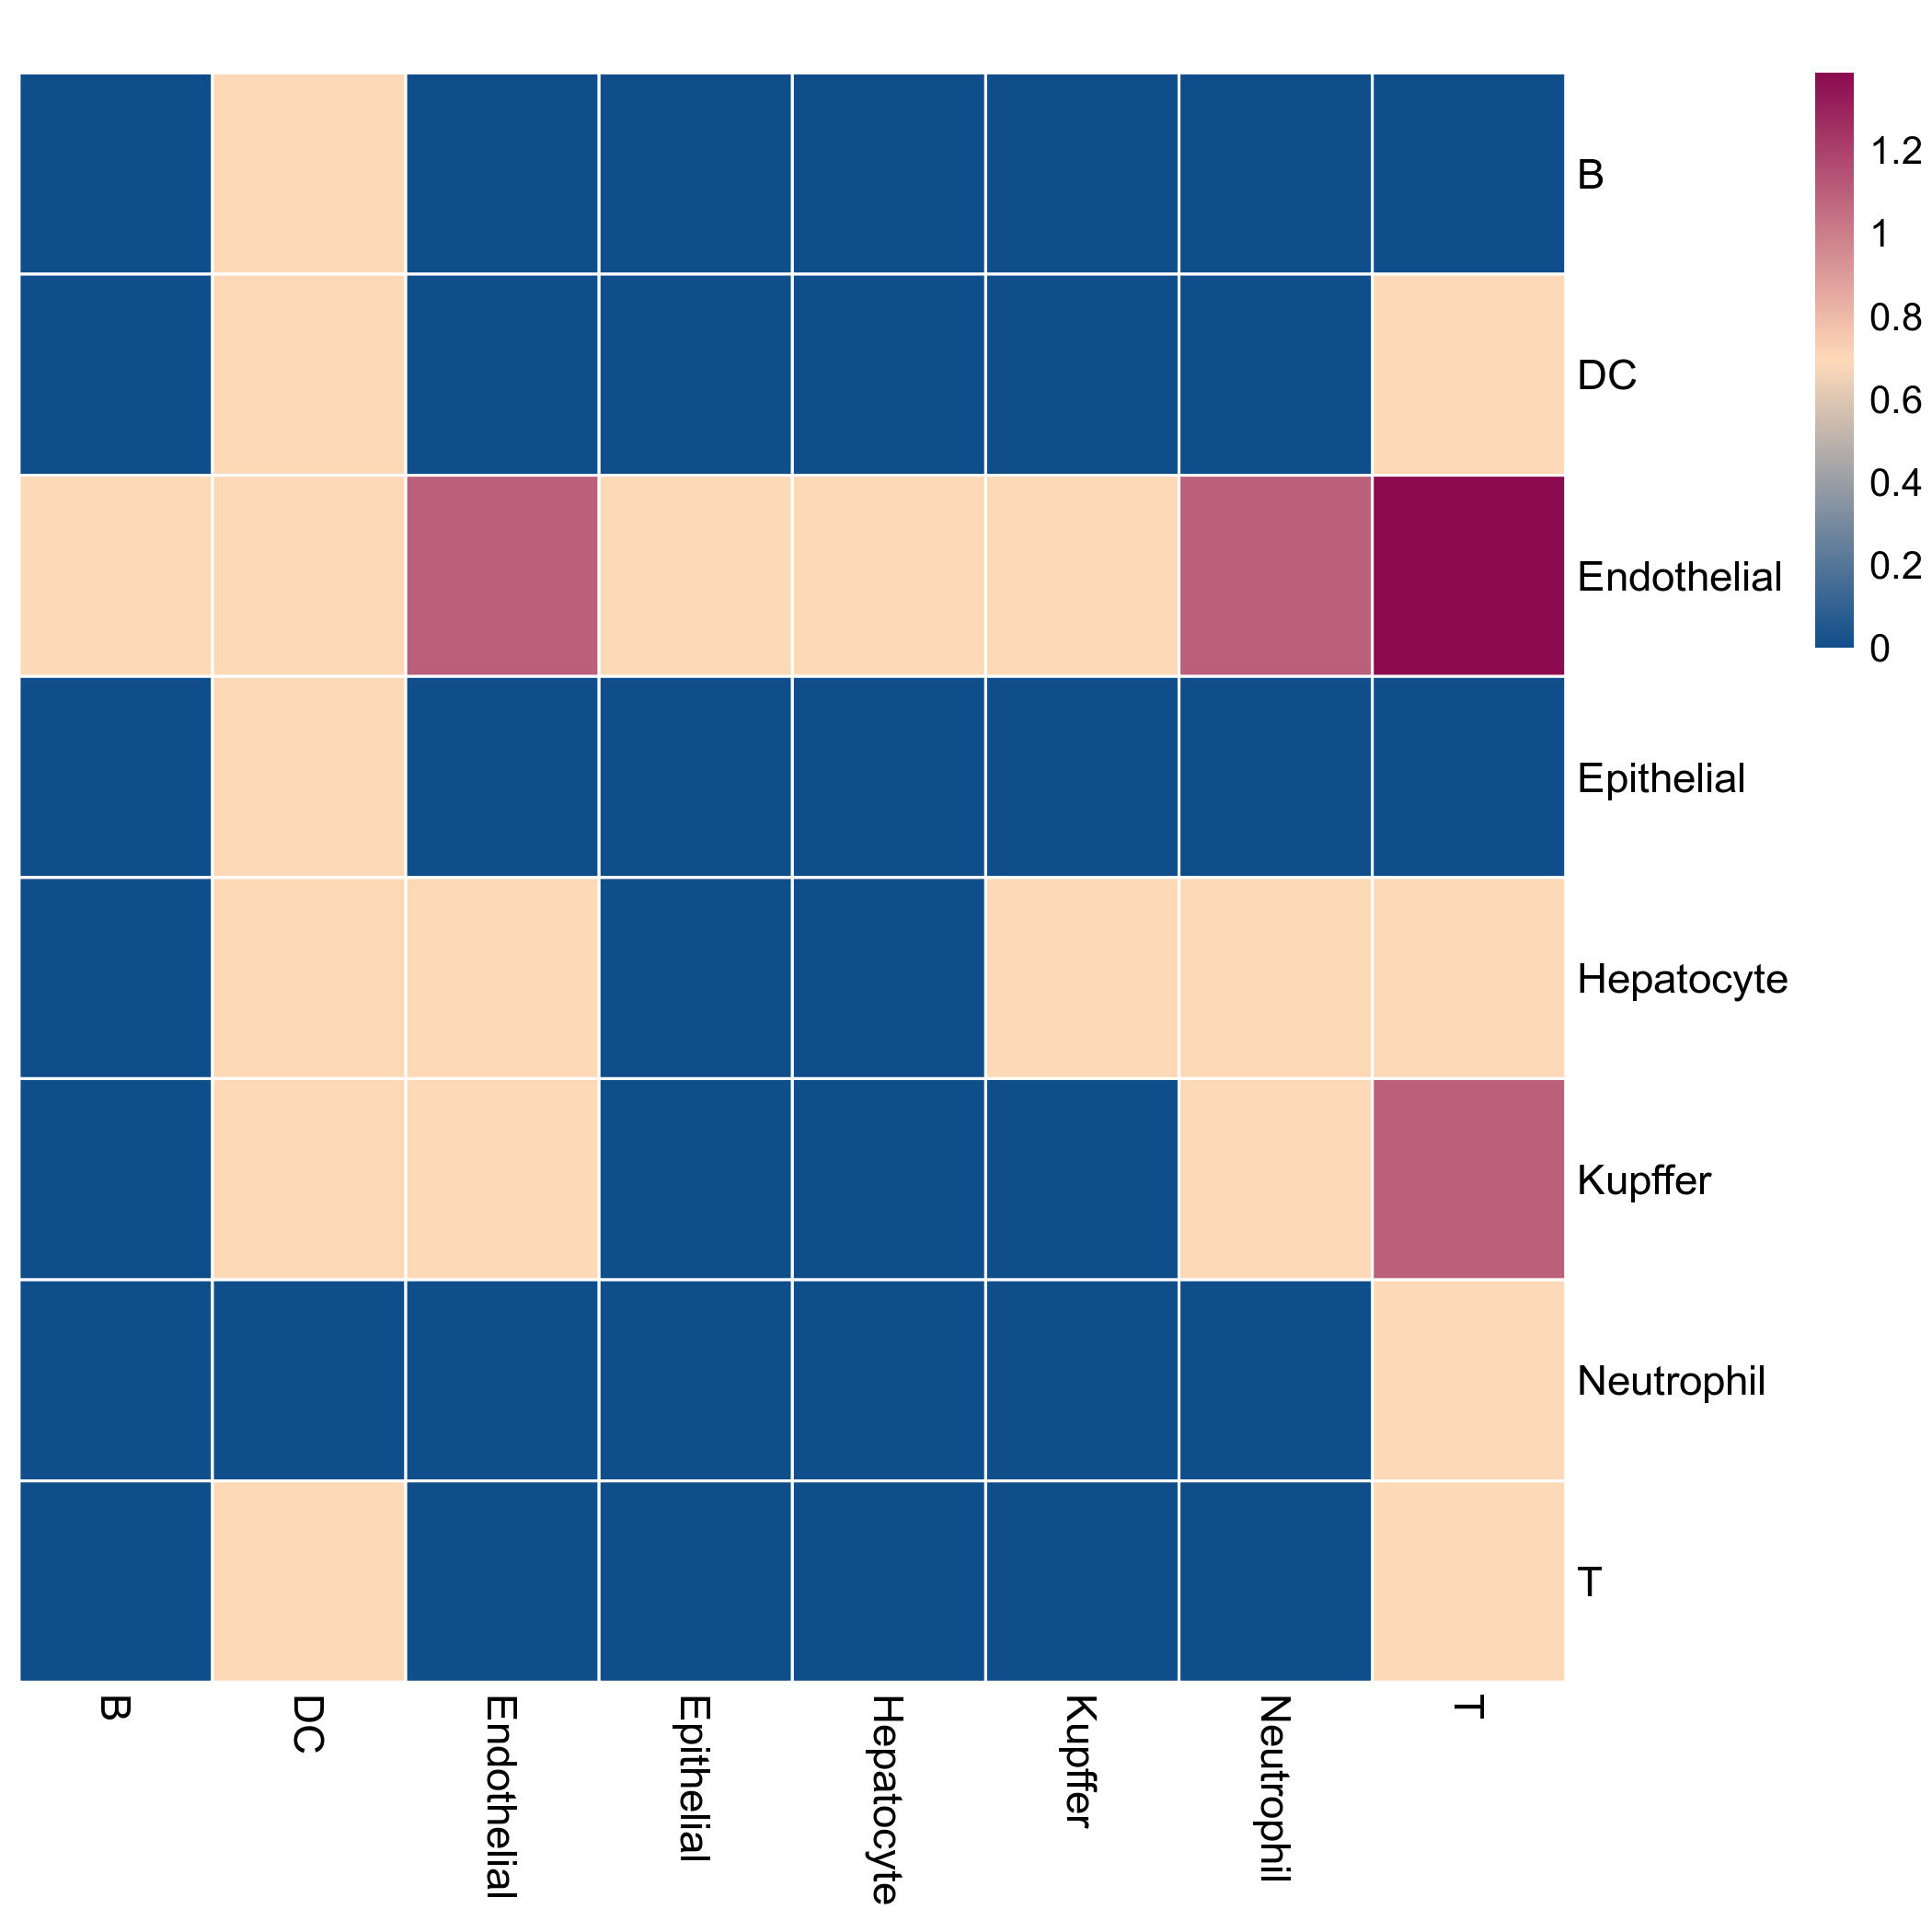 B
DC
Endothelial
Epithelial
Hepatocyte
Kupffer
Neutrophil
T
1.2
1
0.8
0.6
0.4
0.2
0
B
DC
Endothelial
Epithelial
Hepatocyte
Kupffer
Neutrophil
T